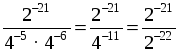 2⁻²¹/(4⁻⁵ · 4⁻⁶) = 2⁻²¹/4⁻¹¹ = 2⁻²¹/2⁻²²